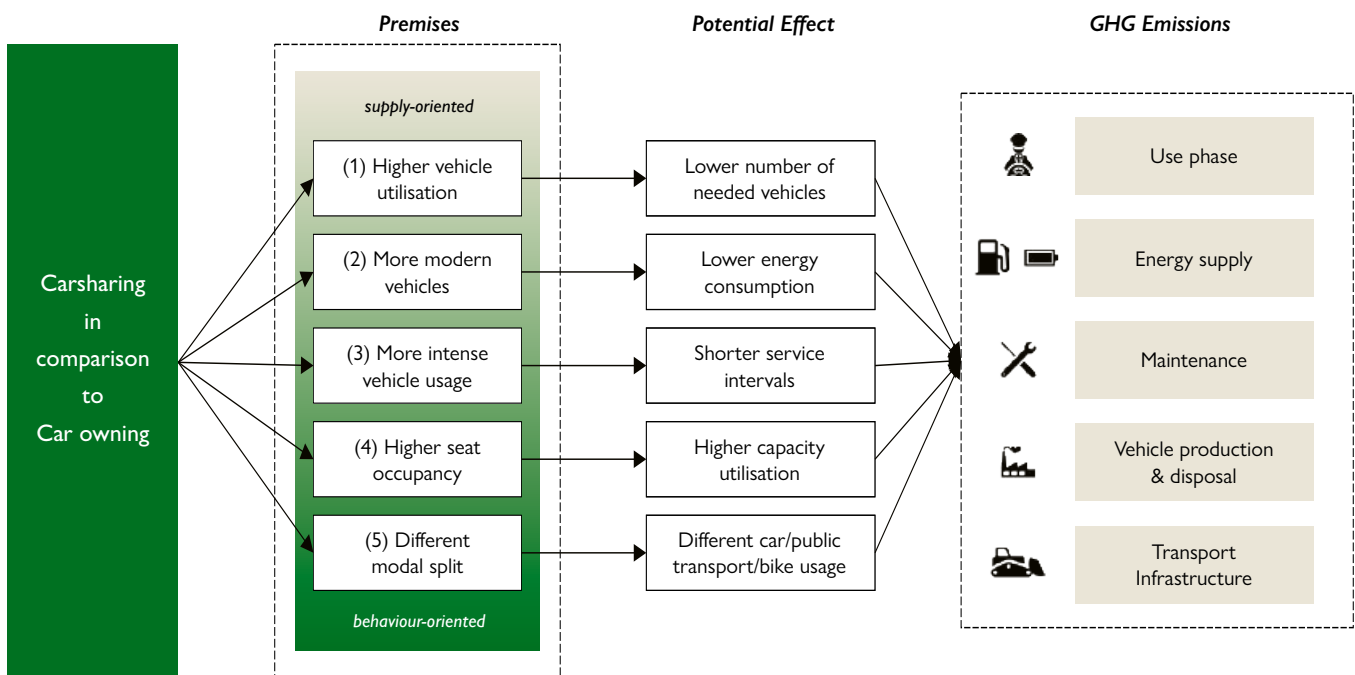 Premises
Potential Effect
GHG Emissions
Carsharing
in
comparison
to
Car owning
supply-oriented
(1) Higher vehicle
utilisation
(2) More modern
vehicles
(3) More intense
vehicle usage
(4) Higher seat
occupancy
(5) Different
modal split
behaviour-oriented
Lower number of
needed vehicles
Lower energy
consumption
Shorter service
intervals
Higher capacity
utilisation
Different car/public
transport/bike usage
Use phase
Energy supply
Maintenance
Vehicle production
& disposal
Transport
Infrastructure